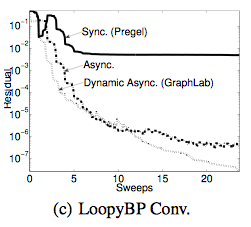 10^-1
10^-2
10^-3
10^-4
10^-5
10^-6
10^-7
Residual
Sync. (Pregel)
Async.
Dynamic Async. (GraphLab)
0 5 10 15 20
Sweeps
(c) LoopyBP Conv.